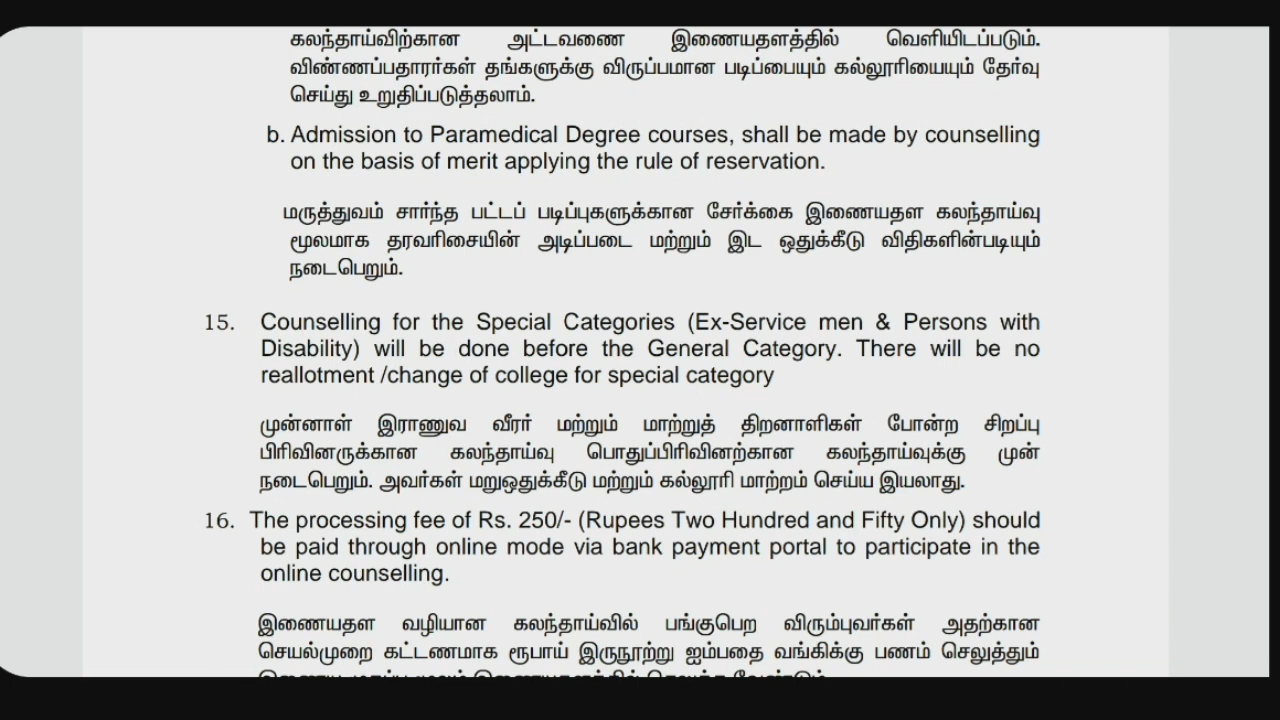 கலந்தாய்விற்கான அட்டவணை இணையதளத்தில் வெளியிடப்படும்.
விண்ணப்பதாரர்கள் தங்களுக்கு விருப்பமான படிப்பையும் கல்லூரியையும் தேர்வு
செய்து உறுதிப்படுத்தலாம்.
b. Admission to Paramedical Degree courses, shall be made by counselling
on the basis of merit applying the rule of reservation.
மருத்துவம் சார்ந்த பட்டப் படிப்புகளுக்கான சேர்க்கை இணையதள கலந்தாய்வு
மூலமாக தரவரிசையின் அடிப்படை மற்றும் இட ஒதுக்கீடு விதிகளின்படியும்
நடைபெறும்.
15. Counselling for the Special Categories (Ex-Service men & Persons with
Disability) will be done before the General Category. There will be no
reallotment /change of college for special category
முன்னாள் இராணுவ வீரர் மற்றும் மாற்றுத் திறனாளிகள் போன்ற சிறப்பு
பிரிவினருக்கான கலந்தாய்வு பொதுப்பிரிவினற்கான கலந்தாய்வுக்கு முன்
நடைபெறும். அவர்கள் மறுஒதுக்கீடு மற்றும் கல்லூரி மாற்றம் செய்ய இயலாது.
16. The processing fee of Rs. 250/- (Rupees Two Hundred and Fifty Only) should
be paid through online mode via bank payment portal to participate in the
online counselling.
இணையதள வழியான கலந்தாய்வில் பங்குபெற விரும்புவர்கள் அதற்கான
செயல்முறை கட்டணமாக ரூபாய் இருநூற்று ஐம்பதை வங்கிக்கு பணம் செலுத்தும்